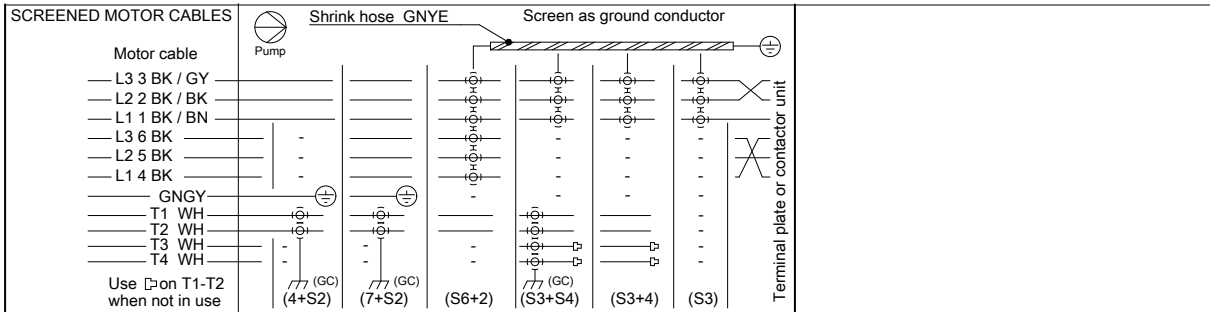 SCREENED MOTOR CABLES
Pump
Shrink hose GNYE
Screen as ground conductor
Motor cable
L3 3 BK / GY
L2 2 BK / BK
L1 1 BK / BN
L3 6 BK
L2 5 BK
L1 4 BK
GNGY
T1 WH
T2 WH
T3 WH
T4 WH
Use on T1-T2
when not in use
(GC)
(4+S2)
(GC)
(7+S2)
(S6+2)
(GC)
(S3+S4)
(S3+4)
(S3)
Terminal plate or contactor unit